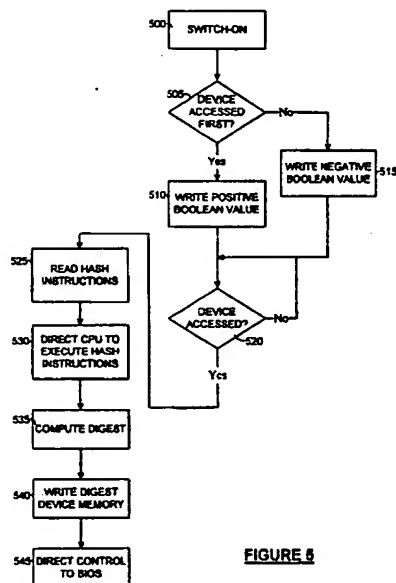 500
SWITCH-ON
505
DEVICE
ACCESSED
FIRST?
No
Yes
510
WRITE POSITIVE
BOOLEAN VALUE
WRITE NEGATIVE
BOOLEAN VALUE
515
DEVICE
ACCESSED?
520
No
Yes
525
READ HASH
INSTRUCTIONS
530
DIRECT CPU TO
EXECUTE HASH
INSTRUCTIONS
535
COMPUTE DIGEST
540
WRITE DIGEST
DEVICE MEMORY
545
DIRECT CONTROL
TO BIOS
FIGURE 5